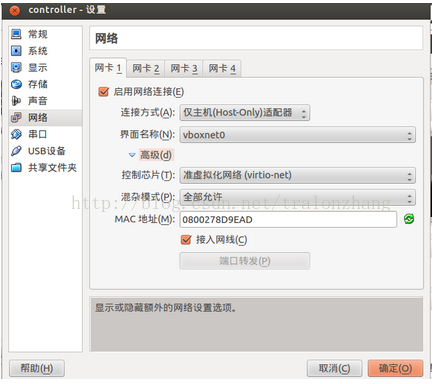 controller - 设置
常规
系统
显示
存储
声音
网络
串口
USB设备
共享文件夹
网络
网卡 1 网卡 2 网卡 3 网卡 4
启用网络连接(E)
连接方式(A): 仅主机(Host-Only)适配器
界面名称(N): vboxnet0
高级(d)
控制芯片(T): 准虚拟化网络 (virtio-net)
混杂模式(P): 全部允许
http://blog.csdn.net/tralonzhang
MAC 地址(M): 0800278D9EAD
接入网线(C)
端口转发(P)
显示或隐藏额外的网络设置选项。
帮助(H) 取消(C) 确定(O)